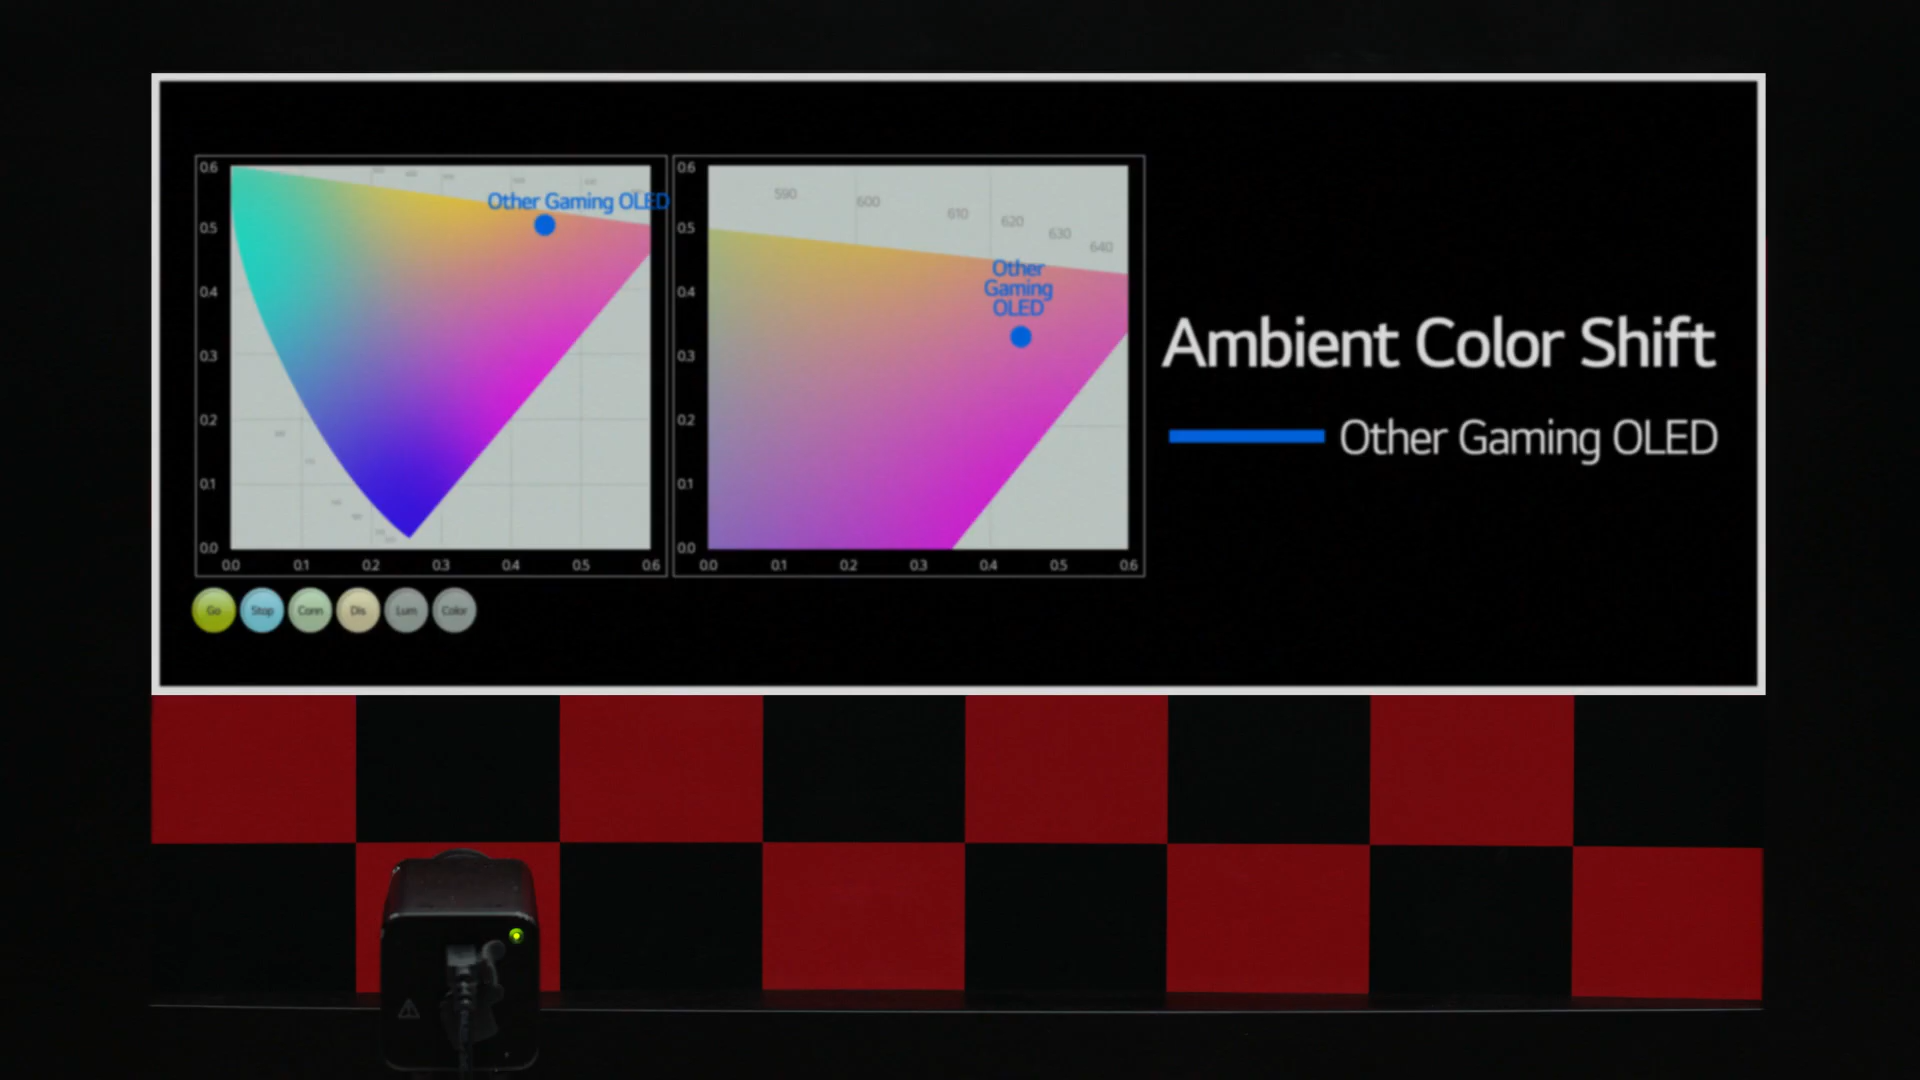 0.6
0.5
0.4
0.3
0.2
0.1
0.0
0.0 0.1 0.2 0.3 0.4 0.5 0.6
Other Gaming OLED
0.6
0.5
0.4
0.3
0.2
0.1
0.0
0.0 0.1 0.2 0.3 0.4 0.5 0.6
590
600
610
620
630
640
Other
Gaming
OLED
Ambient Color Shift
Other Gaming OLED
Go Stop Conn Dis Lum Color